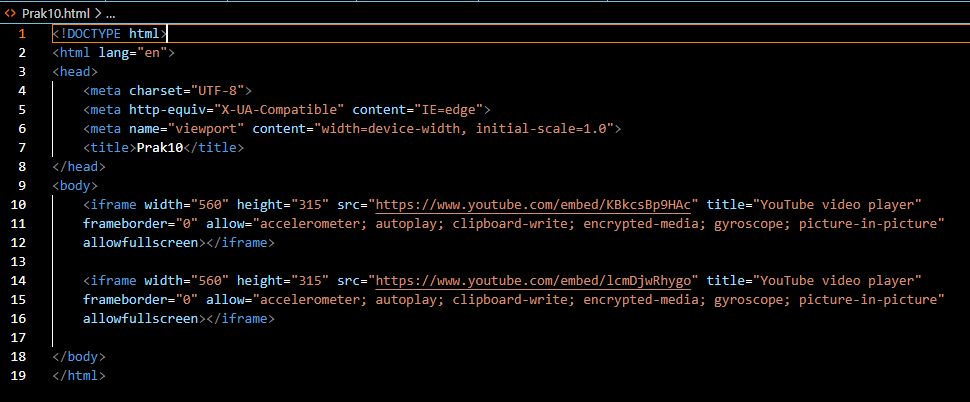 <> Prak10.html > ...
1 <!DOCTYPE html>
2 <html lang="en">
3 <head>
4 <meta charset="UTF-8">
5 <meta http-equiv="X-UA-Compatible" content="IE=edge">
6 <meta name="viewport" content="width=device-width, initial-scale=1.0">
7 <title>Prak10</title>
8 </head>
9 <body>
10 <iframe width="560" height="315" src="https://www.youtube.com/embed/KBkcsBp9HAc" title="YouTube video player"
11 frameborder="0" allow="accelerometer; autoplay; clipboard-write; encrypted-media; gyroscope; picture-in-picture"
12 allowfullscreen></iframe>
13
14 <iframe width="560" height="315" src="https://www.youtube.com/embed/lcmDjwRhygo" title="YouTube video player"
15 frameborder="0" allow="accelerometer; autoplay; clipboard-write; encrypted-media; gyroscope; picture-in-picture"
16 allowfullscreen></iframe>
17
18 </body>
19 </html>